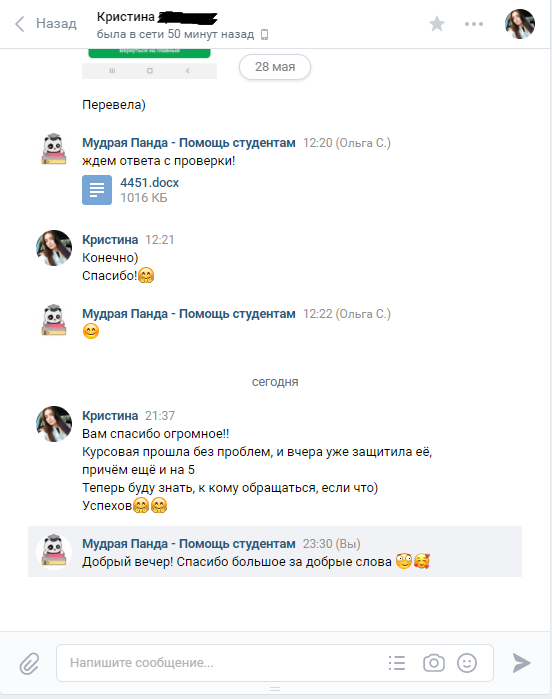 Назад
Кристина
была в сети 50 минут назад
вернуться на главный
28 мая
Перевела)
Мудрая Панда - Помощь студентам 12:20 (Ольга С.)
ждем ответа с проверки!
4451.docx
1016 КБ
Кристина 12:21
Конечно)
Спасибо!🤗
Мудрая Панда - Помощь студентам 12:22 (Ольга С.)
😊
сегодня
Кристина 21:37
Вам спасибо огромное!!
Курсовая прошла без проблем, и вчера уже защитила её,
причём ещё и на 5
Теперь буду знать, к кому обращаться, если что)
Успехов🤗🤗
Мудрая Панда - Помощь студентам 23:30 (Вы)
Добрый вечер! Спасибо большое за добрые слова 😳🥰
Напишите сообщение...